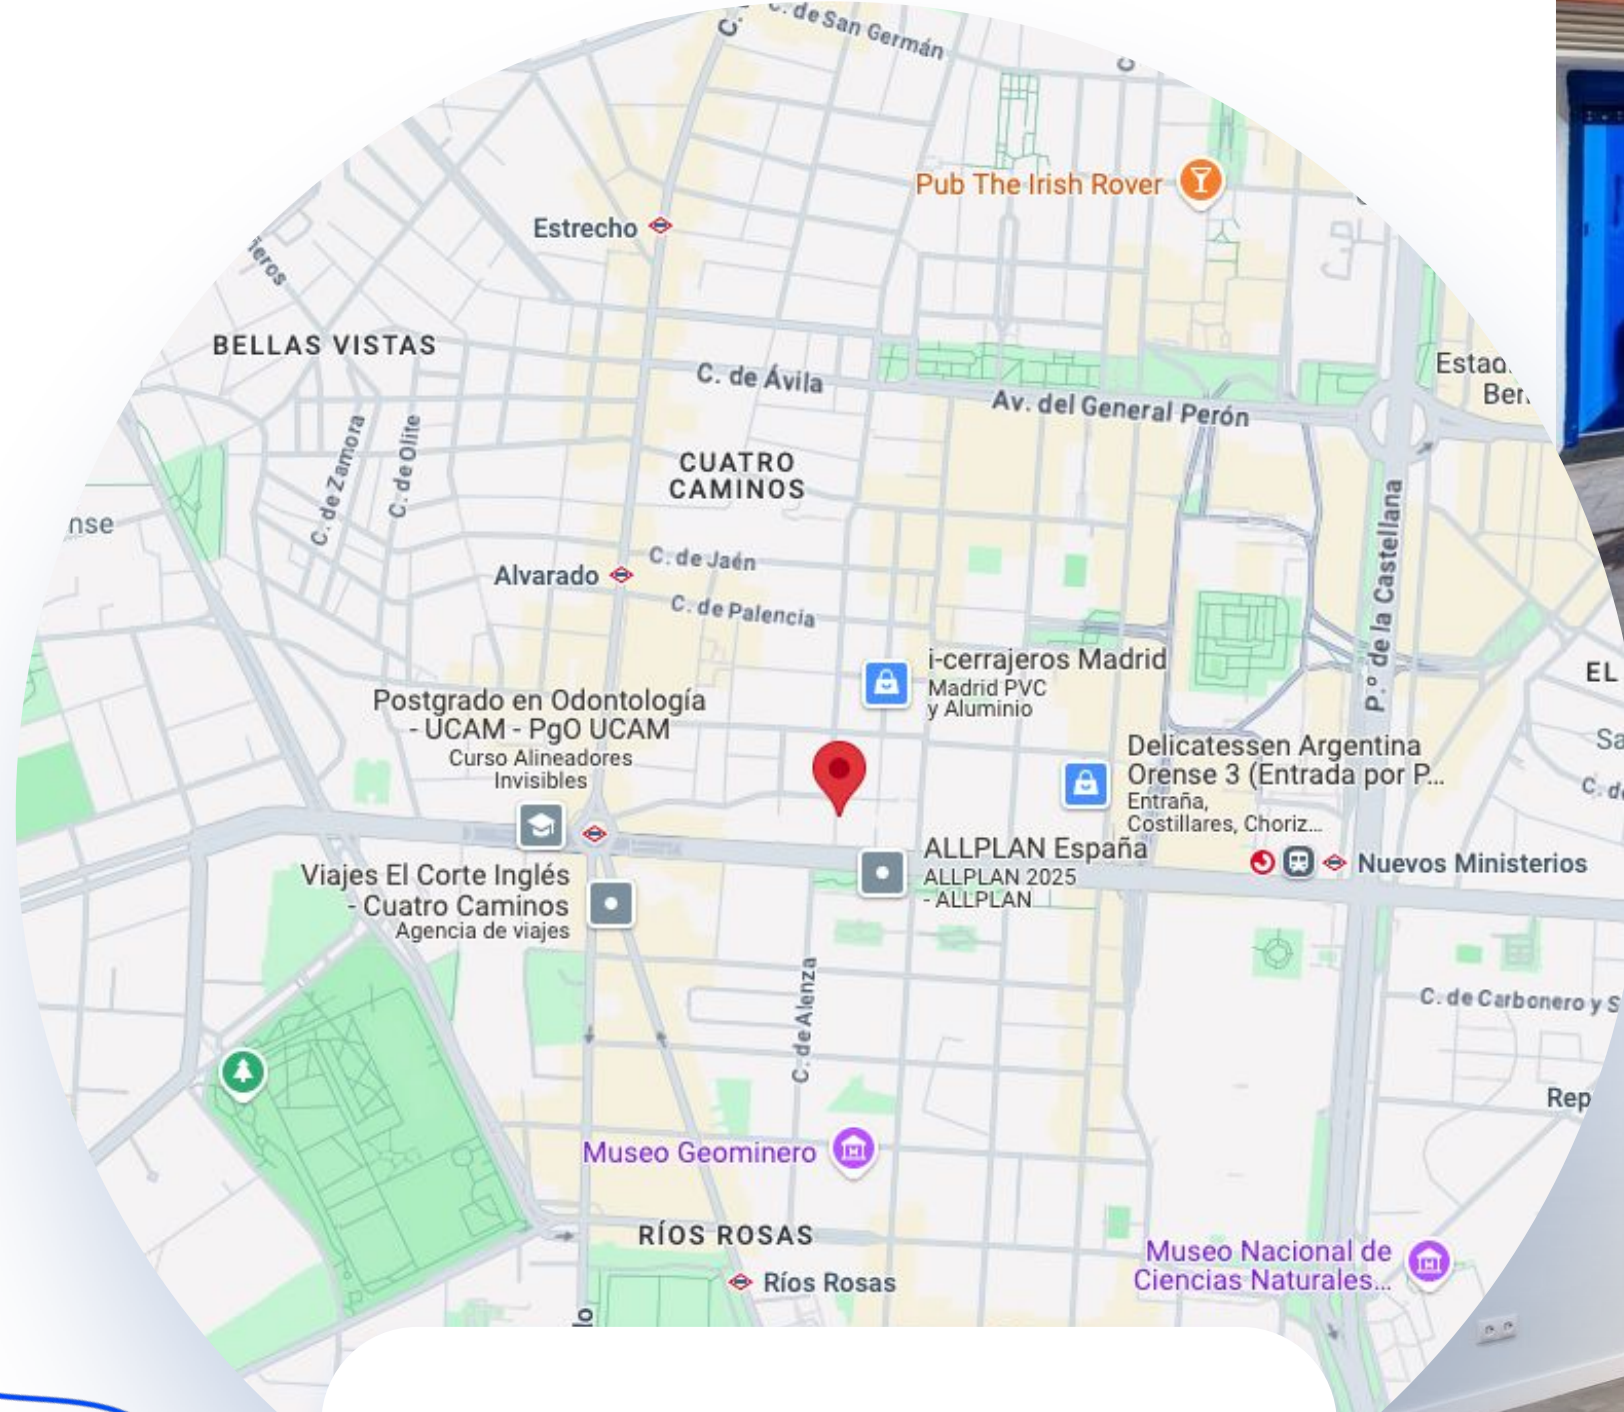 C. de San Germán
Pub The Irish Rover
Estrecho
BELLAS VISTAS
C. de Ávila
Av. del General Perón
C. de Zamora
C. de Olite
CUATRO
CAMINOS
P.º de la Castellana
C. de Jaén
Alvarado
C. de Palencia
i-cerrajeros Madrid
Madrid PVC
y Aluminio
EL
Postgrado en Odontología
- UCAM - PgO UCAM
Curso Alineadores
Invisibles
Delicatessen Argentina
Orense 3 (Entrada por P...
Entraña,
Costillares, Choriz...
ALLPLAN España
ALLPLAN 2025
- ALLPLAN
Nuevos Ministerios
Viajes El Corte Inglés
- Cuatro Caminos
Agencia de viajes
C. de Alenza
C. de Carbonero y S
Rep
Museo Geominero
RÍOS ROSAS
Ríos Rosas
Museo Nacional de
Ciencias Naturales...